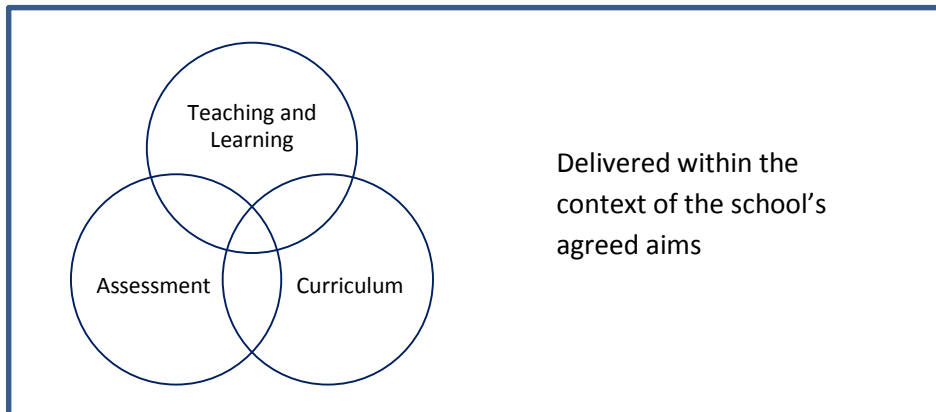 Teaching and
Learning
Assessment
Curriculum
Delivered within the
context of the school’s
agreed aims